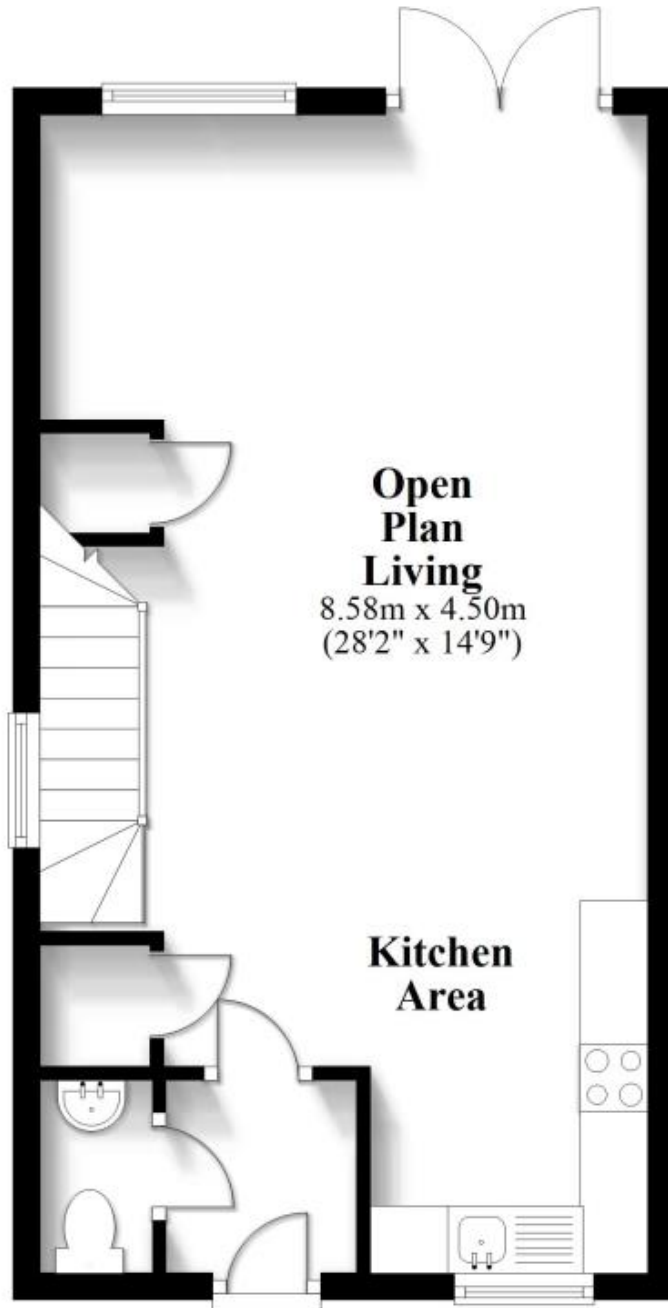 Open
Plan
Living
8.58m x 4.50m
(28'2" x 14'9")
Kitchen
Area